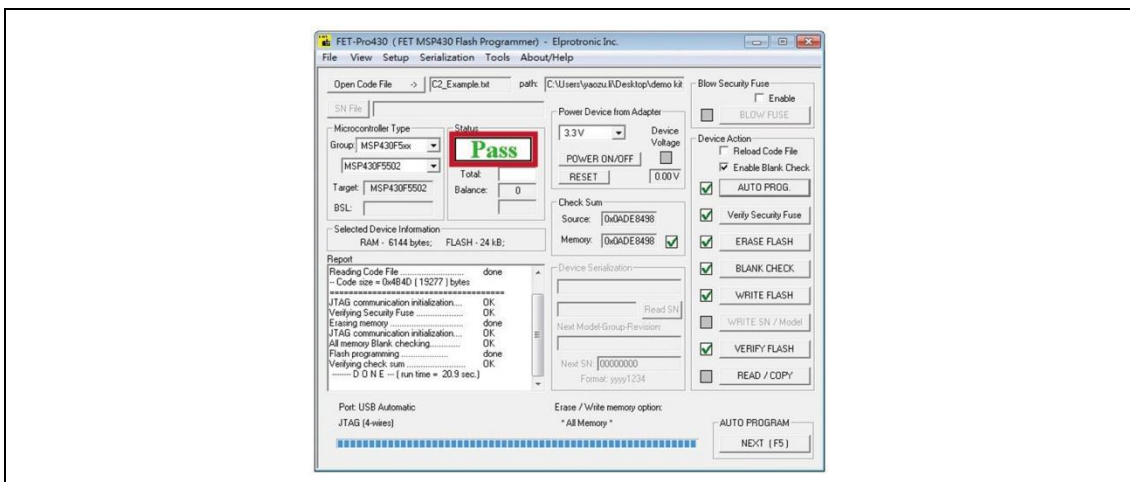 FET-Pro430 ( FET MSP430 Flash Programmer) - Elprotronic Inc.
File View Setup Serialization Tools About/Help
Open Code File -> C2_Example.txt path: C:\Users\yaozu.li\Desktop\demo kit
SN File
Microcontroller Type
Group: MSP430F5xx
MSP430F5502
Target: MSP430F5502
BSL:
Status
Pass
Total:
Balance: 0
Selected Device Information
RAM - 6144 bytes; FLASH - 24 kB;
Report
Reading Code File ........................... done
-- Code size = 0x4B4D ( 19277 ) bytes
========================================
JTAG communication initialization.... OK
Verifying Security Fuse .................... OK
Erasing memory ............................... done
JTAG communication initialization.... OK
All memory Blank checking............. OK
Flash programming .................... done
Verifying check sum ......................... OK
-------- D O N E --- ( run time = 20.9 sec.)
Power Device from Adapter
3.3 V
Device
Voltage
POWER ON/OFF
RESET
0.00 V
Check Sum
Source: 0x0ADE8498
Memory: 0x0ADE8498
Device Serialization
Read SN
Next Model-Group-Revision:
Next SN: 00000000
Format: yyyy1234
Blow Security Fuse
Enable
BLOW FUSE
Device Action
Reload Code File
Enable Blank Check
AUTO PROG.
Verify Security Fuse
ERASE FLASH
BLANK CHECK
WRITE FLASH
WRITE SN / Model
VERIFY FLASH
READ / COPY
Port: USB Automatic
JTAG (4-wires)
Erase / Write memory option:
* All Memory *
AUTO PROGRAM
NEXT ( F5 )